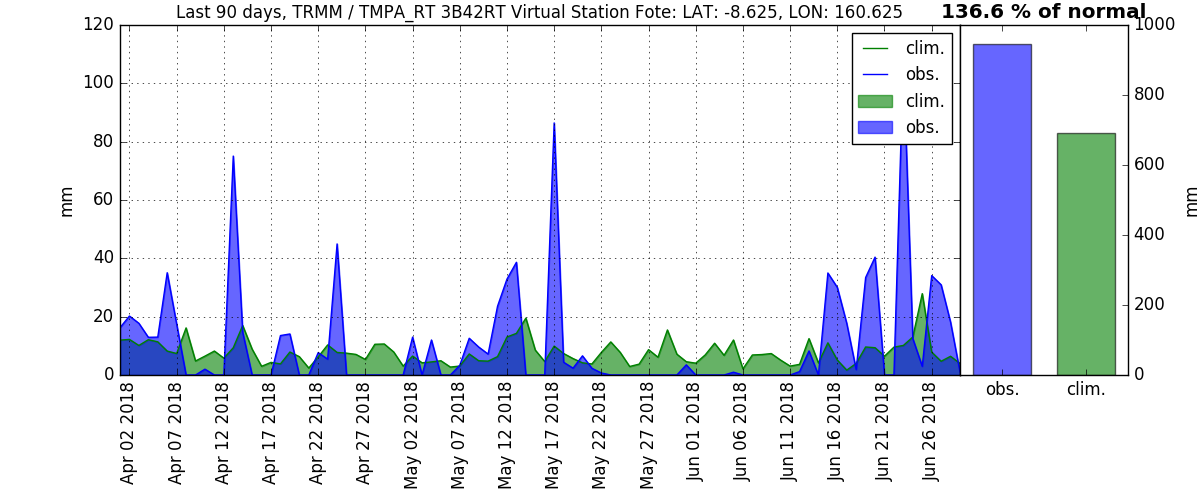 Last 90 days, TRMM / TMPA_RT 3B42RT Virtual Station Fote: LAT: -8.625, LON: 160.625
136.6 % of normal
120
100
80
60
40
20
0
mm
clim.
obs.
clim.
obs.
1000
800
600
400
200
0
mm
Apr 02 2018
Apr 07 2018
Apr 12 2018
Apr 17 2018
Apr 22 2018
Apr 27 2018
May 02 2018
May 07 2018
May 12 2018
May 17 2018
May 22 2018
May 27 2018
Jun 01 2018
Jun 06 2018
Jun 11 2018
Jun 16 2018
Jun 21 2018
Jun 26 2018
obs.
clim.